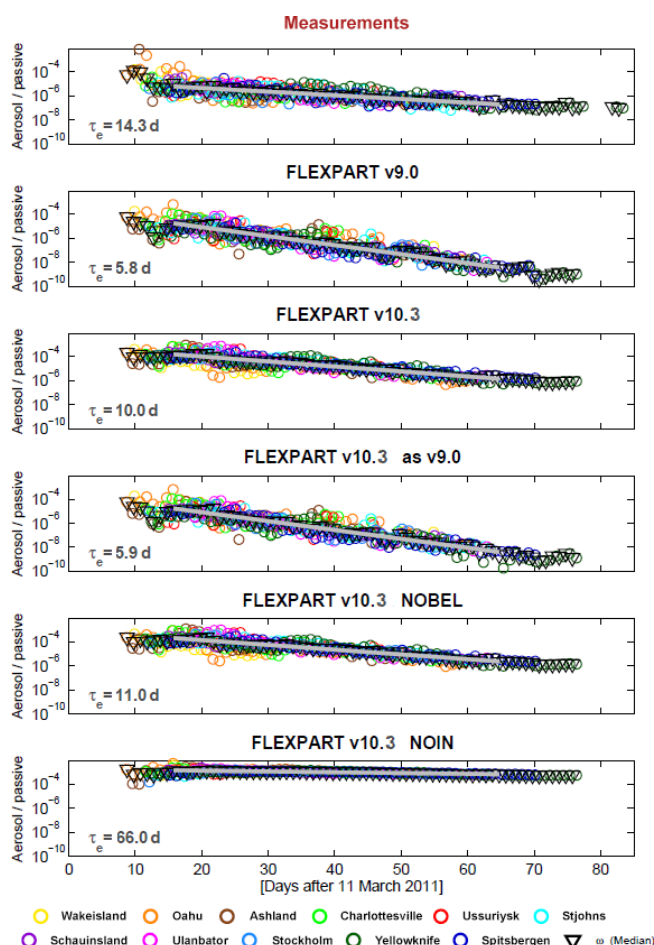 Measurements
Aerosol / passive
10⁻⁴
10⁻⁶
10⁻⁸
10⁻¹⁰
τe = 14.3 d
FLEXPART v9.0
Aerosol / passive
10⁻⁴
10⁻⁶
10⁻⁸
10⁻¹⁰
τe = 5.8 d
FLEXPART v10.3
Aerosol / passive
10⁻⁴
10⁻⁶
10⁻⁸
10⁻¹⁰
τe = 10.0 d
FLEXPART v10.3 as v9.0
Aerosol / passive
10⁻⁴
10⁻⁶
10⁻⁸
10⁻¹⁰
τe = 5.9 d
FLEXPART v10.3 NOBEL
Aerosol / passive
10⁻⁴
10⁻⁶
10⁻⁸
10⁻¹⁰
τe = 11.0 d
FLEXPART v10.3 NOIN
Aerosol / passive
10⁻⁴
10⁻⁶
10⁻⁸
10⁻¹⁰
τe = 66.0 d
0 10 20 30 40 50 60 70 80
[Days after 11 March 2011]
Wakeisland Oahu Ashland Charlottesville Ussuriysk Stjohns
Schauinsland Ulanbator Stockholm Yellowknife Spitsbergen ω (Median)